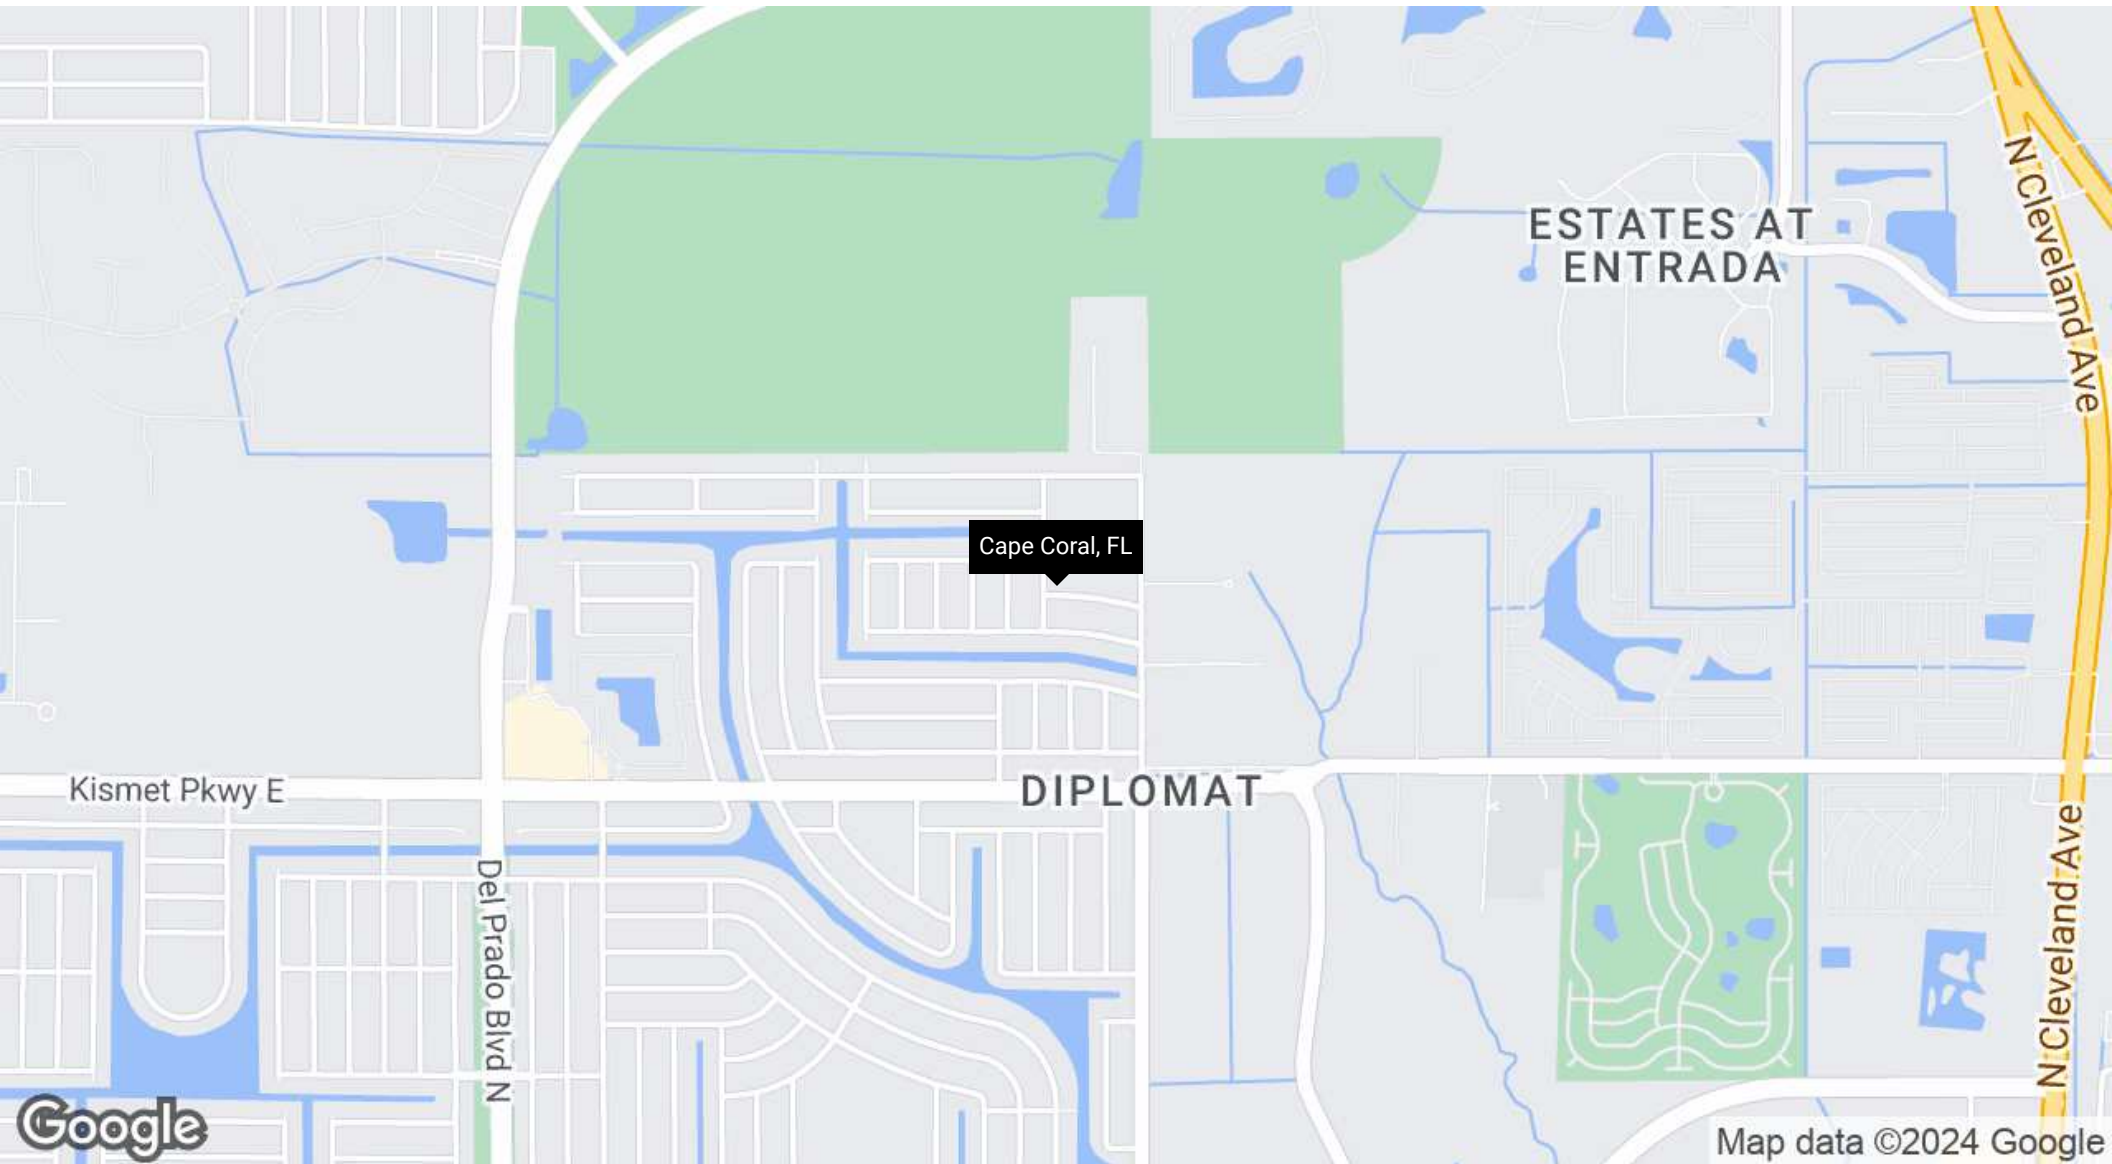 N Cleveland Ave
ESTATES AT
ENTRADA
Cape Coral, FL
Kismet Pkwy E
DIPLOMAT
Del Prado Blvd N
N Cleveland Ave
Google
Map data ©2024 Google